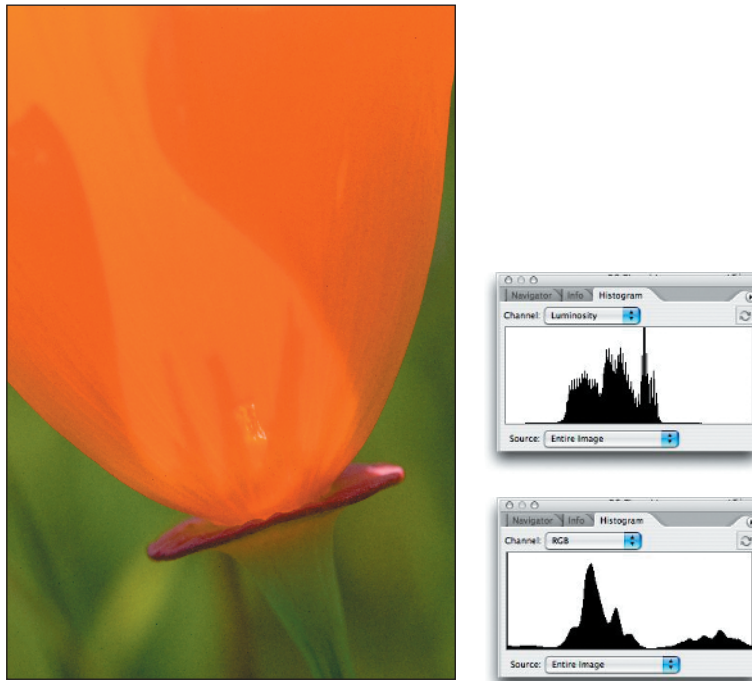 Navigator Info Histogram
Channel: Luminosity
Source: Entire Image
Navigator Info Histogram
Channel: RGB
Source: Entire Image